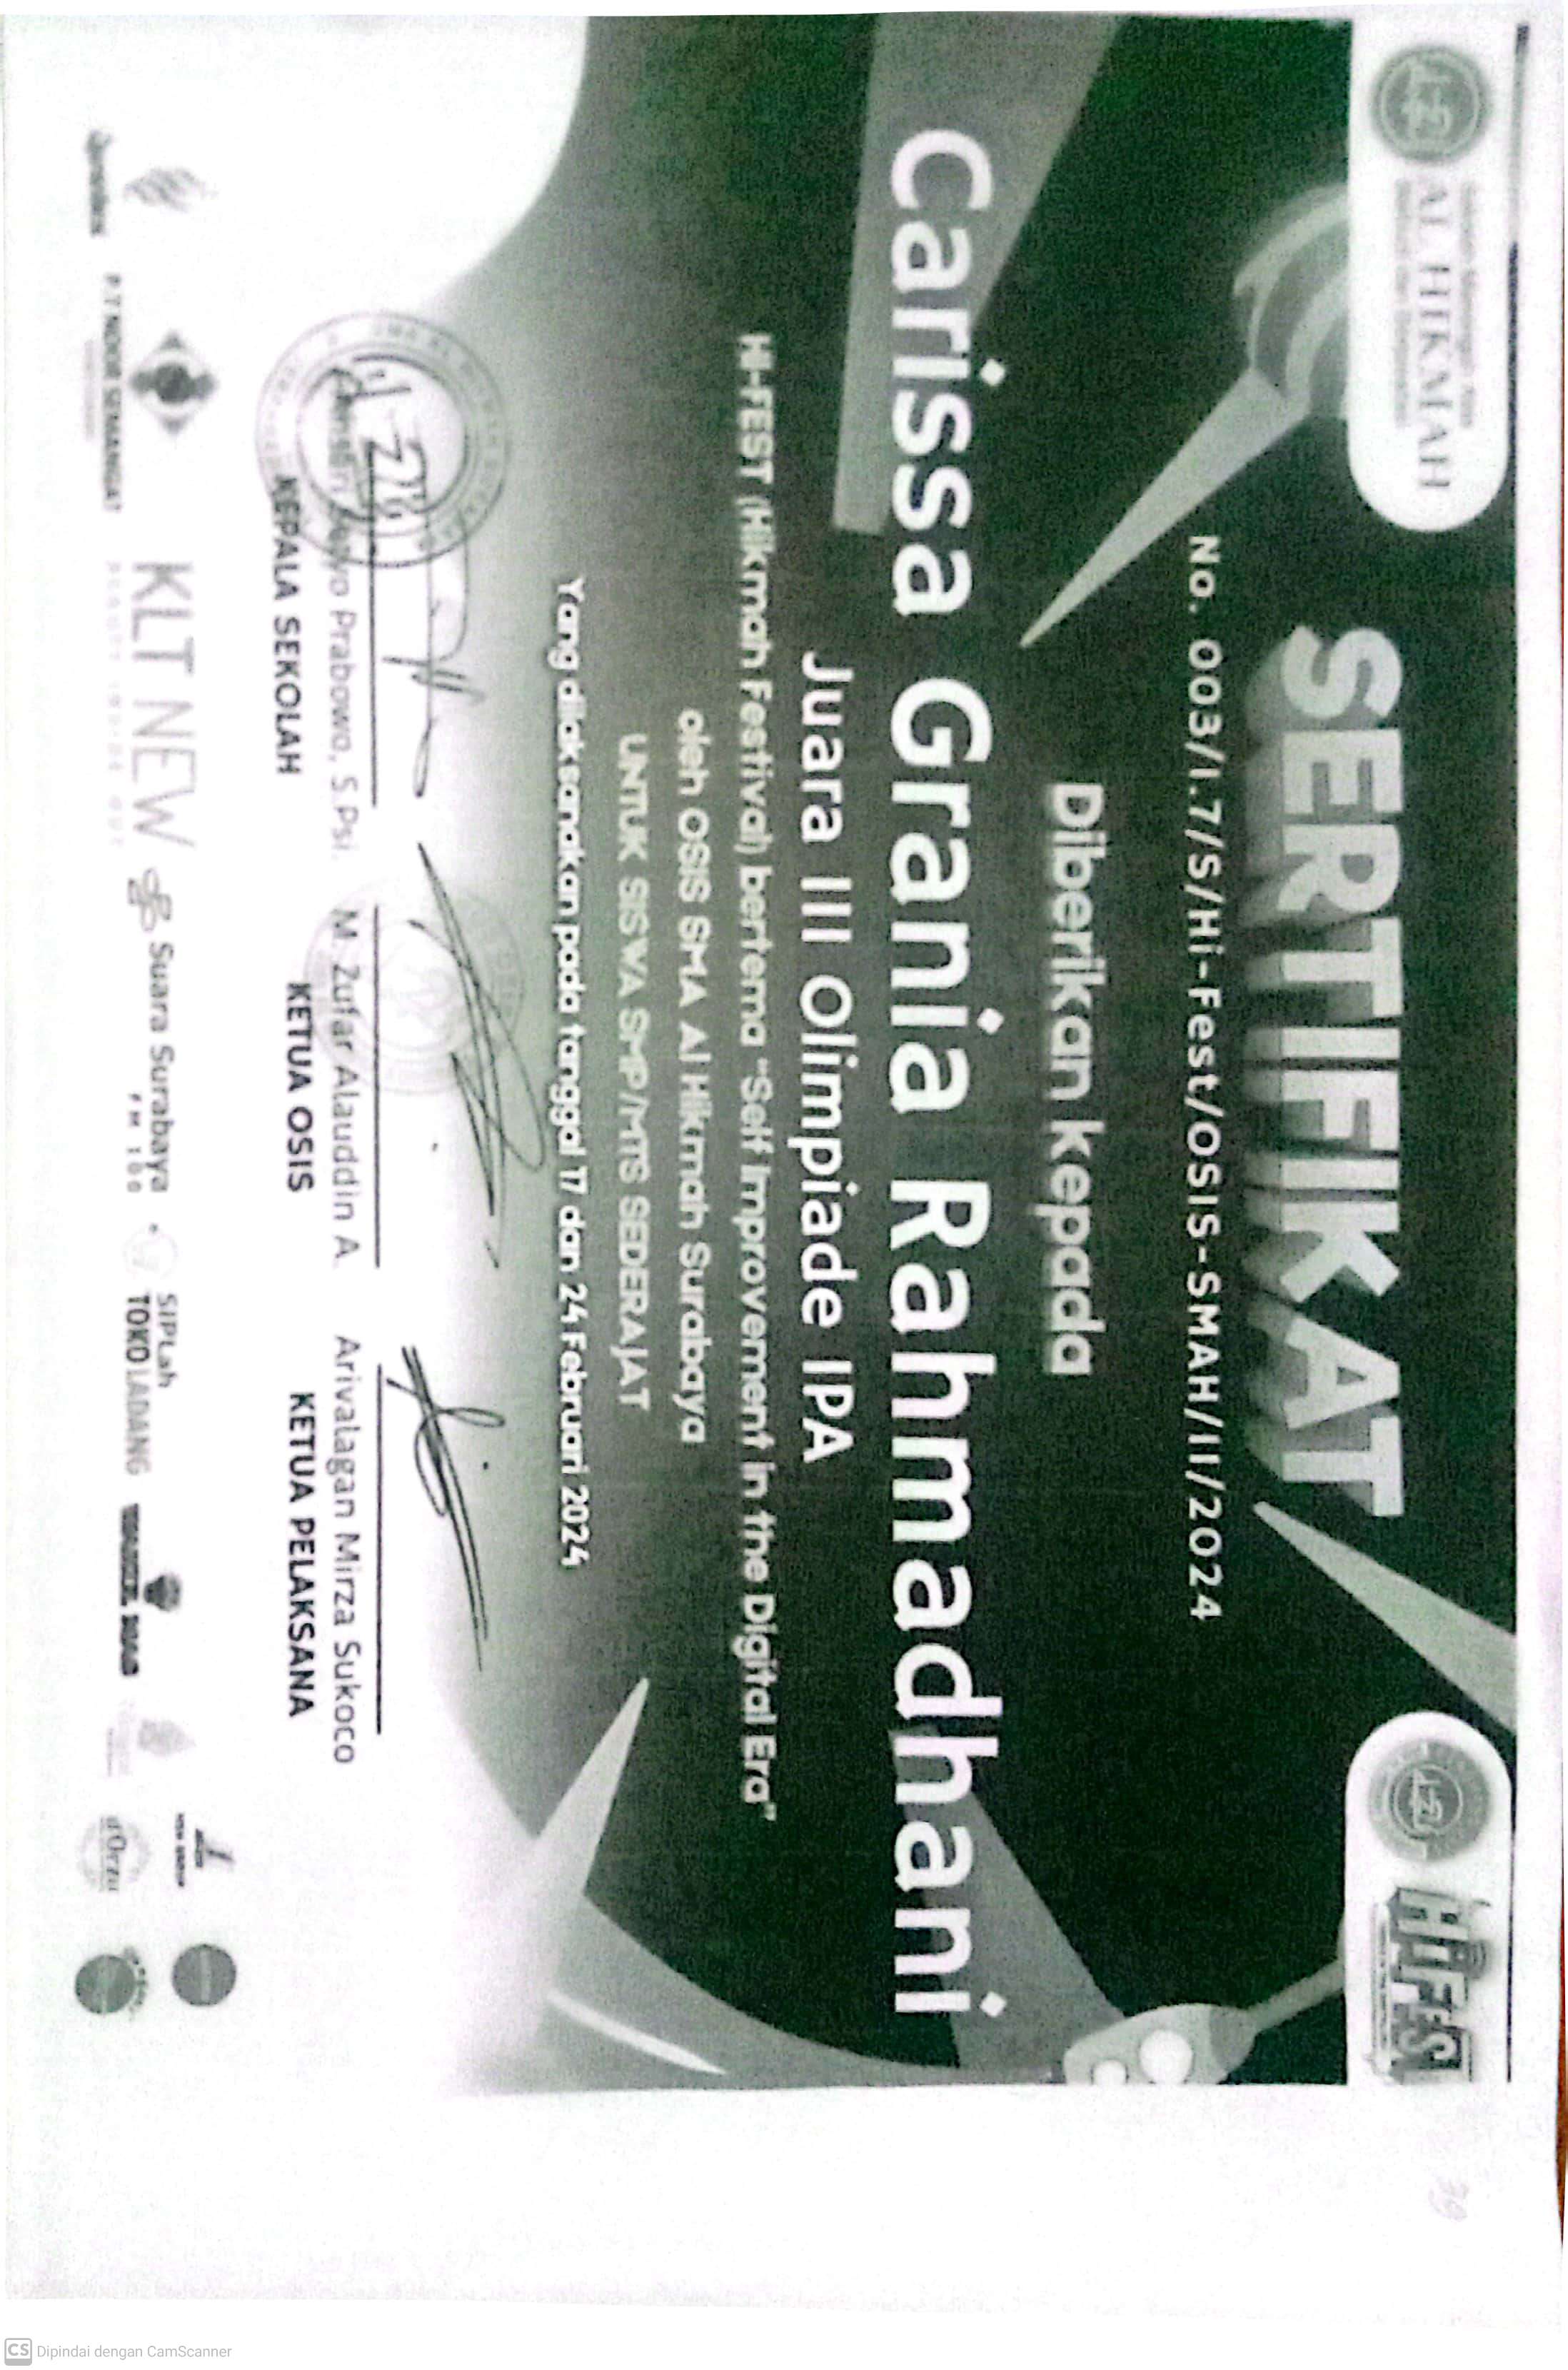 AL HIKMAH
HIFEST
SERTIFIKAT
No. 003/1.7/S/Hi-Fest/OSIS-SMAH/II/2024
Diberikan kepada
Carissa Grania Rahmadhani
Juara III Olimpiade IPA
HI-FEST (Hikmah Festival) bertema "Self Improvement in the Digital Era"
oleh OSIS SMA Al Hikmah Surabaya
UNTUK SISWA SMP/MTS SEDERAJAT
Yang dilaksanakan pada tanggal 17 dan 24 Februari 2024
Prabowo, S.Psi.
M. Zufar Alauddin A
Arivalagan Mirza Sukoco
KEPALA SEKOLAH
KETUA OSIS
KETUA PELAKSANA
PT NOOR SEMANGAT
KLT NEW
Suara Surabaya
FM 100
SIPLah
TOKO LADANG
39
CS Dipindai dengan CamScanner